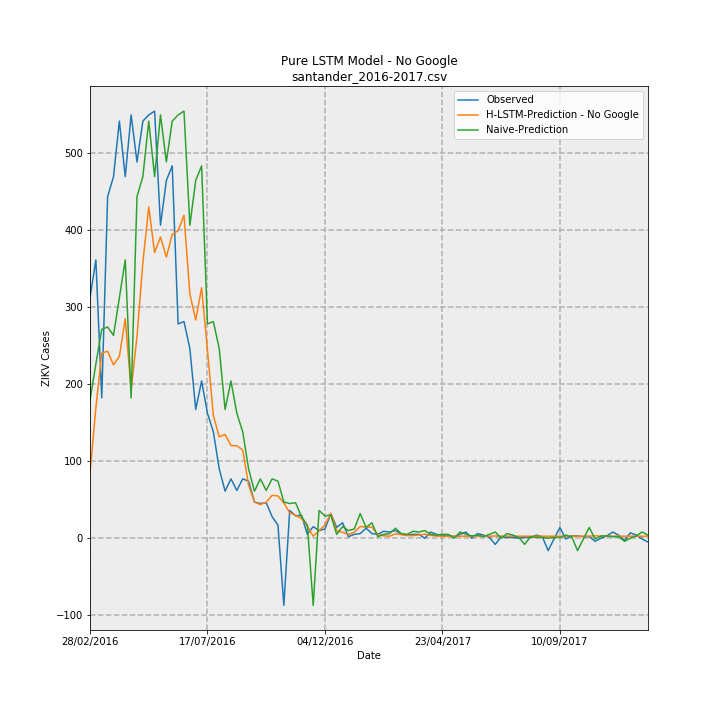 Pure LSTM Model - No Google
santander_2016-2017.csv
Observed
H-LSTM-Prediction - No Google
Naive-Prediction
500
400
300
200
100
0
−100
ZIKV Cases
28/02/2016 17/07/2016 04/12/2016 23/04/2017 10/09/2017
Date